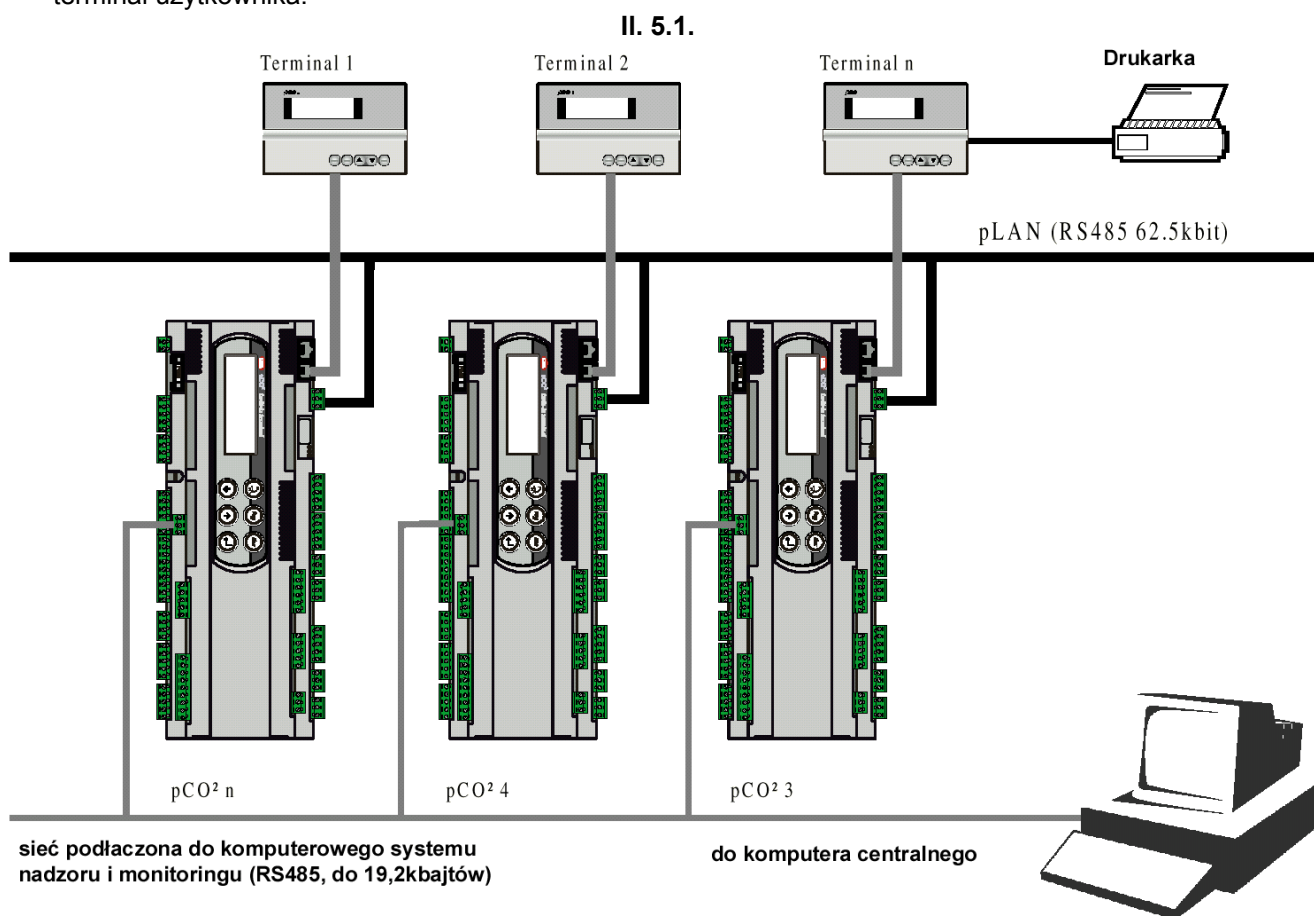 terminal użytkownika.
II. 5.1.
Terminal 1
Terminal 2
Terminal n
Drukarka
pLAN (RS485 62.5kbit)
pCO² n
pCO² 4
pCO² 3
sieć podłaczona do komputerowego systemu
nadzoru i monitoringu (RS485, do 19,2kbajtów)
do komputera centralnego